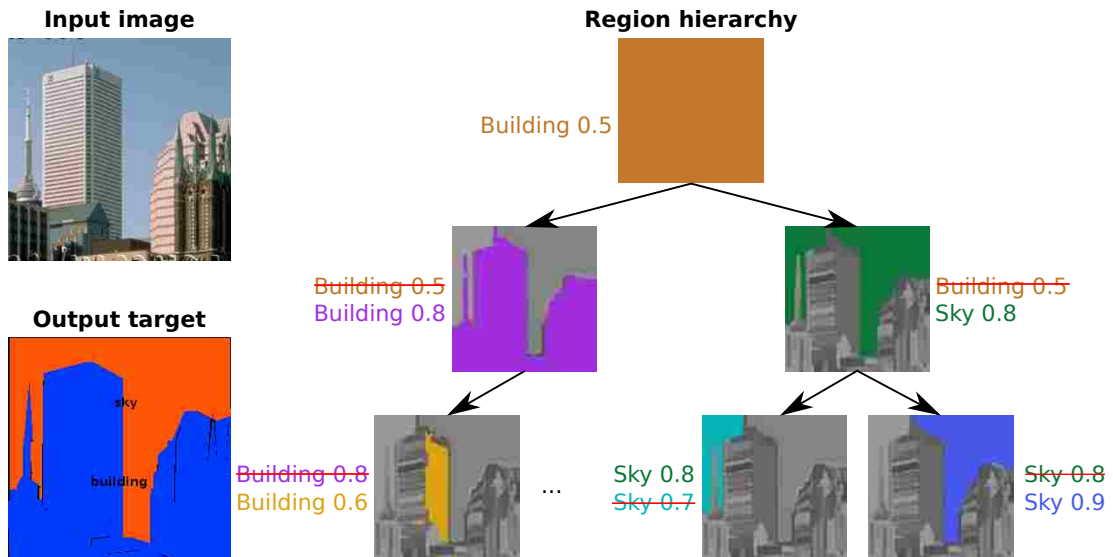 Input image
Region hierarchy
Building 0.5
Building 0.5
Building 0.8
Building 0.5
Sky 0.8
Output target
sky
building
Building 0.8
Building 0.6
...
Sky 0.8
Sky 0.7
Sky 0.8
Sky 0.9